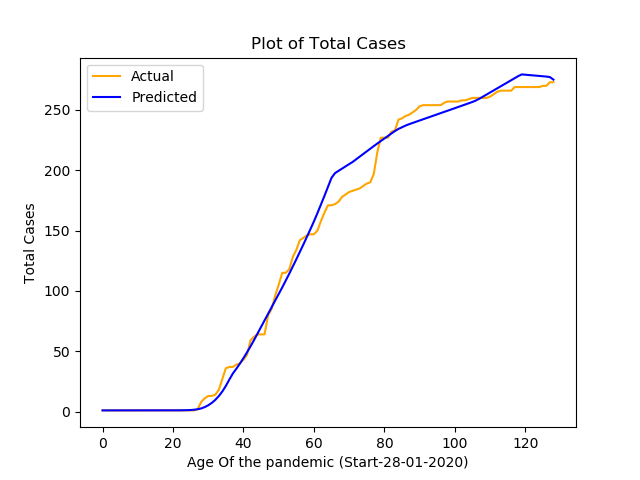 Plot of Total Cases
Actual
Predicted
250
200
150
100
50
0
Total Cases
0 20 40 60 80 100 120
Age Of the pandemic (Start-28-01-2020)